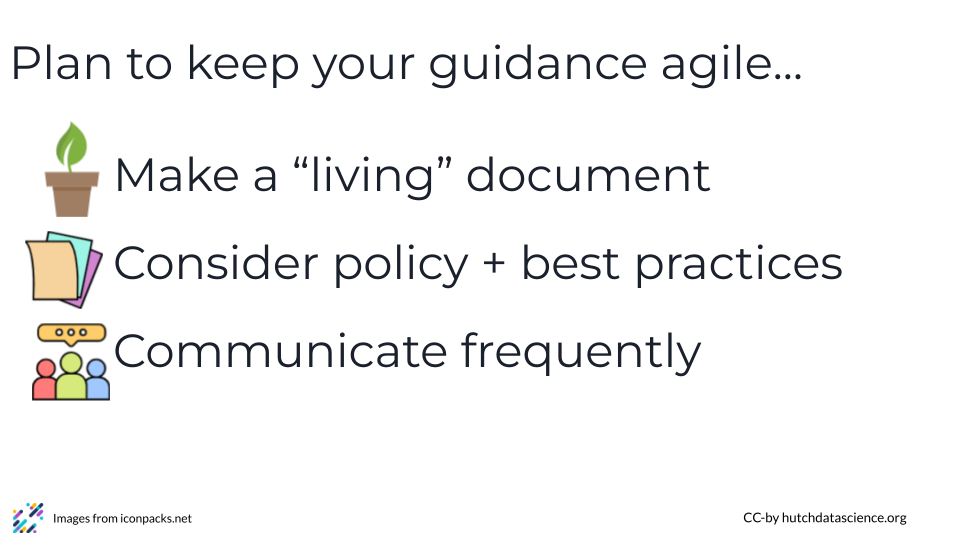 Plan to keep your guidance agile...
Make a “living” document
Consider policy + best practices
Communicate frequently
Images from iconpacks.net
CC-by hutchdatascience.org